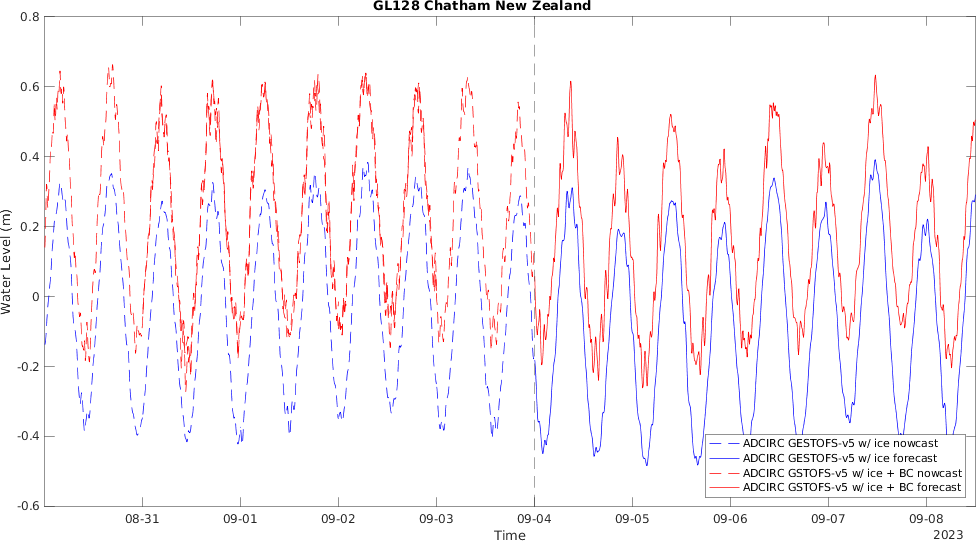 GL128 Chatham New Zealand
0.8
0.6
0.4
0.2
0
-0.2
-0.4
-0.6
Water Level (m)
ADCIRC GESTOFS-v5 w/ ice nowcast
ADCIRC GESTOFS-v5 w/ ice forecast
ADCIRC GSTOFS-v5 w/ ice + BC nowcast
ADCIRC GSTOFS-v5 w/ ice + BC forecast
08-31 09-01 09-02 09-03 09-04 09-05 09-06 09-07 09-08
Time
2023